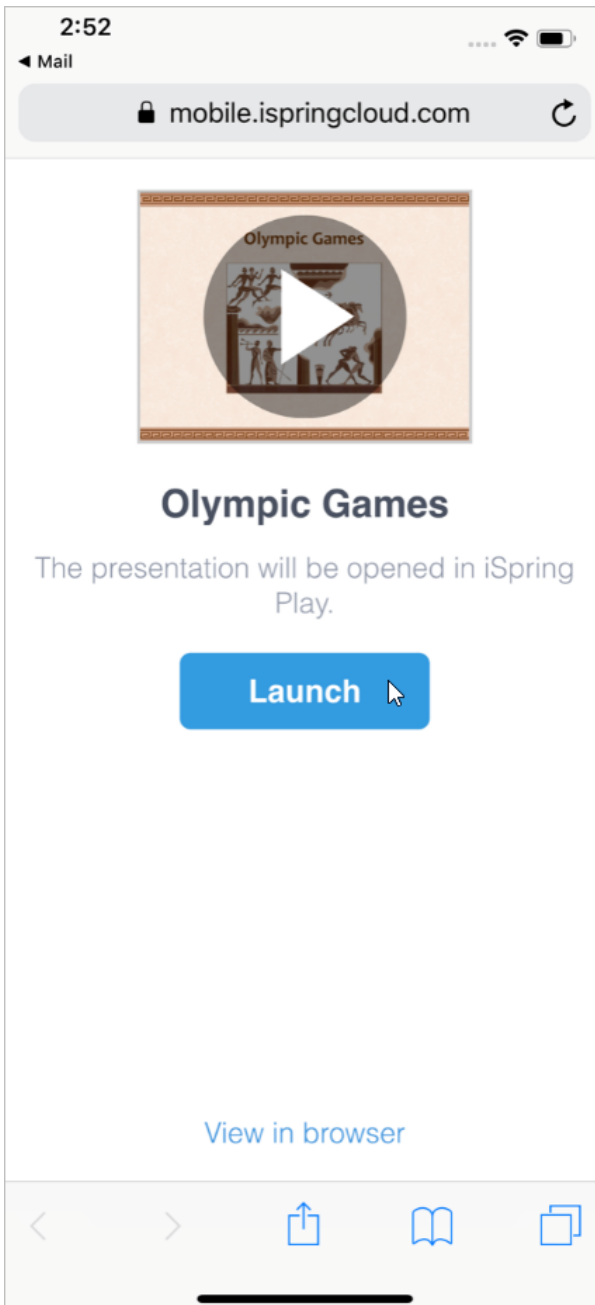 2:52
Mail
mobile.ispringcloud.com
Olympic Games
Olympic Games
The presentation will be opened in iSpring
Play.
Launch
View in browser